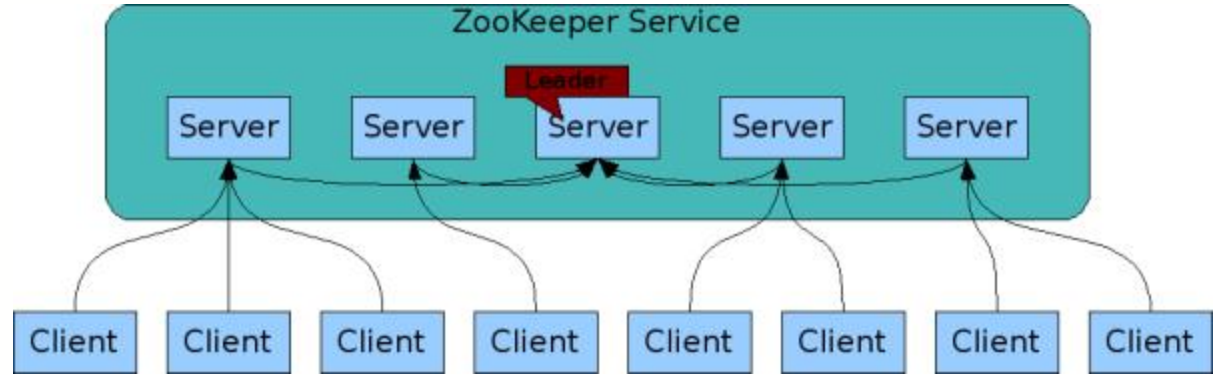 ZooKeeper Service
Leader
Server Server Server Server Server
Client Client Client Client Client Client Client Client